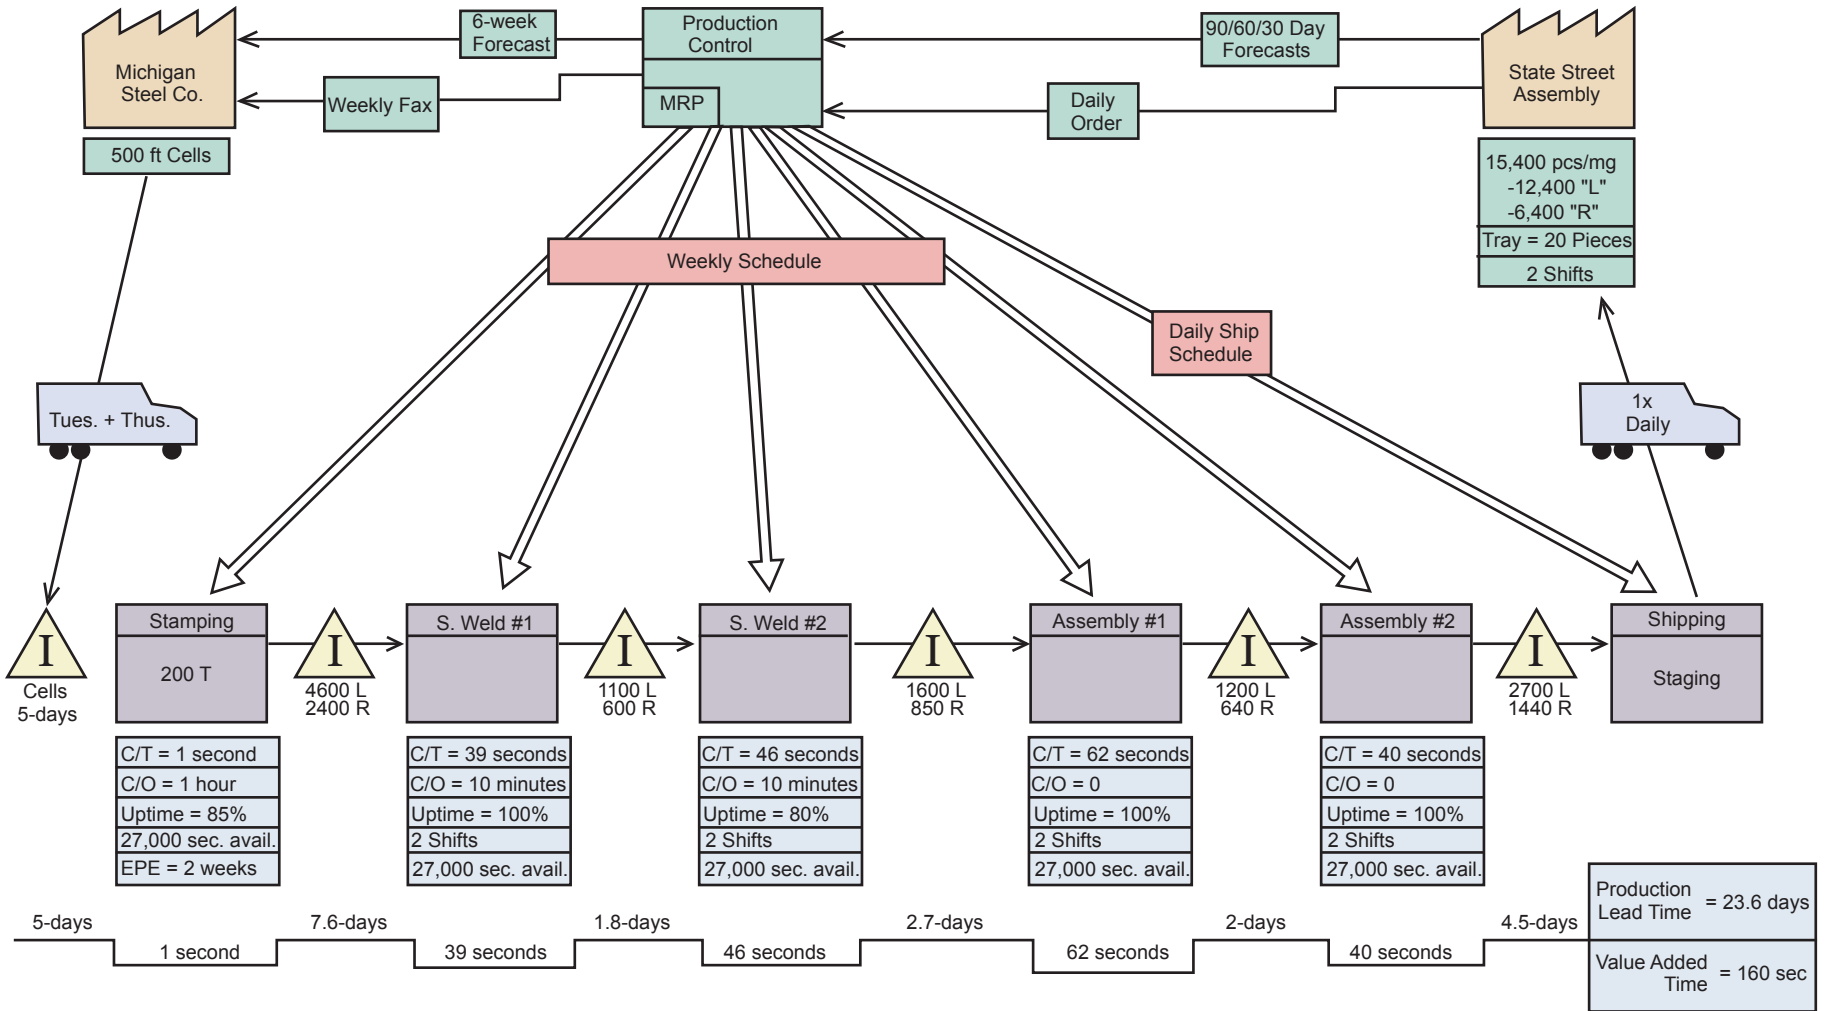 6-week
Forecast
Production
Control
90/60/30 Day
Forecasts
Michigan
Steel Co.
Weekly Fax
MRP
Daily
Order
State Street
Assembly
500 ft Cells
15,400 pcs/mg
-12,400 "L"
-6,400 "R"
Tray = 20 Pieces
2 Shifts
Weekly Schedule
Daily Ship
Schedule
Tues. + Thus.
1x
Daily
I
Cells
5-days
Stamping
200 T
I
4600 L
2400 R
S. Weld #1
I
1100 L
600 R
S. Weld #2
I
1600 L
850 R
Assembly #1
I
1200 L
640 R
Assembly #2
I
2700 L
1440 R
Shipping
Staging
C/T = 1 second
C/O = 1 hour
Uptime = 85%
27,000 sec. avail.
EPE = 2 weeks
C/T = 39 seconds
C/O = 10 minutes
Uptime = 100%
2 Shifts
27,000 sec. avail.
C/T = 46 seconds
C/O = 10 minutes
Uptime = 80%
2 Shifts
27,000 sec. avail.
C/T = 62 seconds
C/O = 0
Uptime = 100%
2 Shifts
27,000 sec. avail.
C/T = 40 seconds
C/O = 0
Uptime = 100%
2 Shifts
27,000 sec. avail.
5-days
1 second
7.6-days
39 seconds
1.8-days
46 seconds
2.7-days
62 seconds
2-days
40 seconds
4.5-days
Production
Lead Time = 23.6 days
Value Added
Time = 160 sec